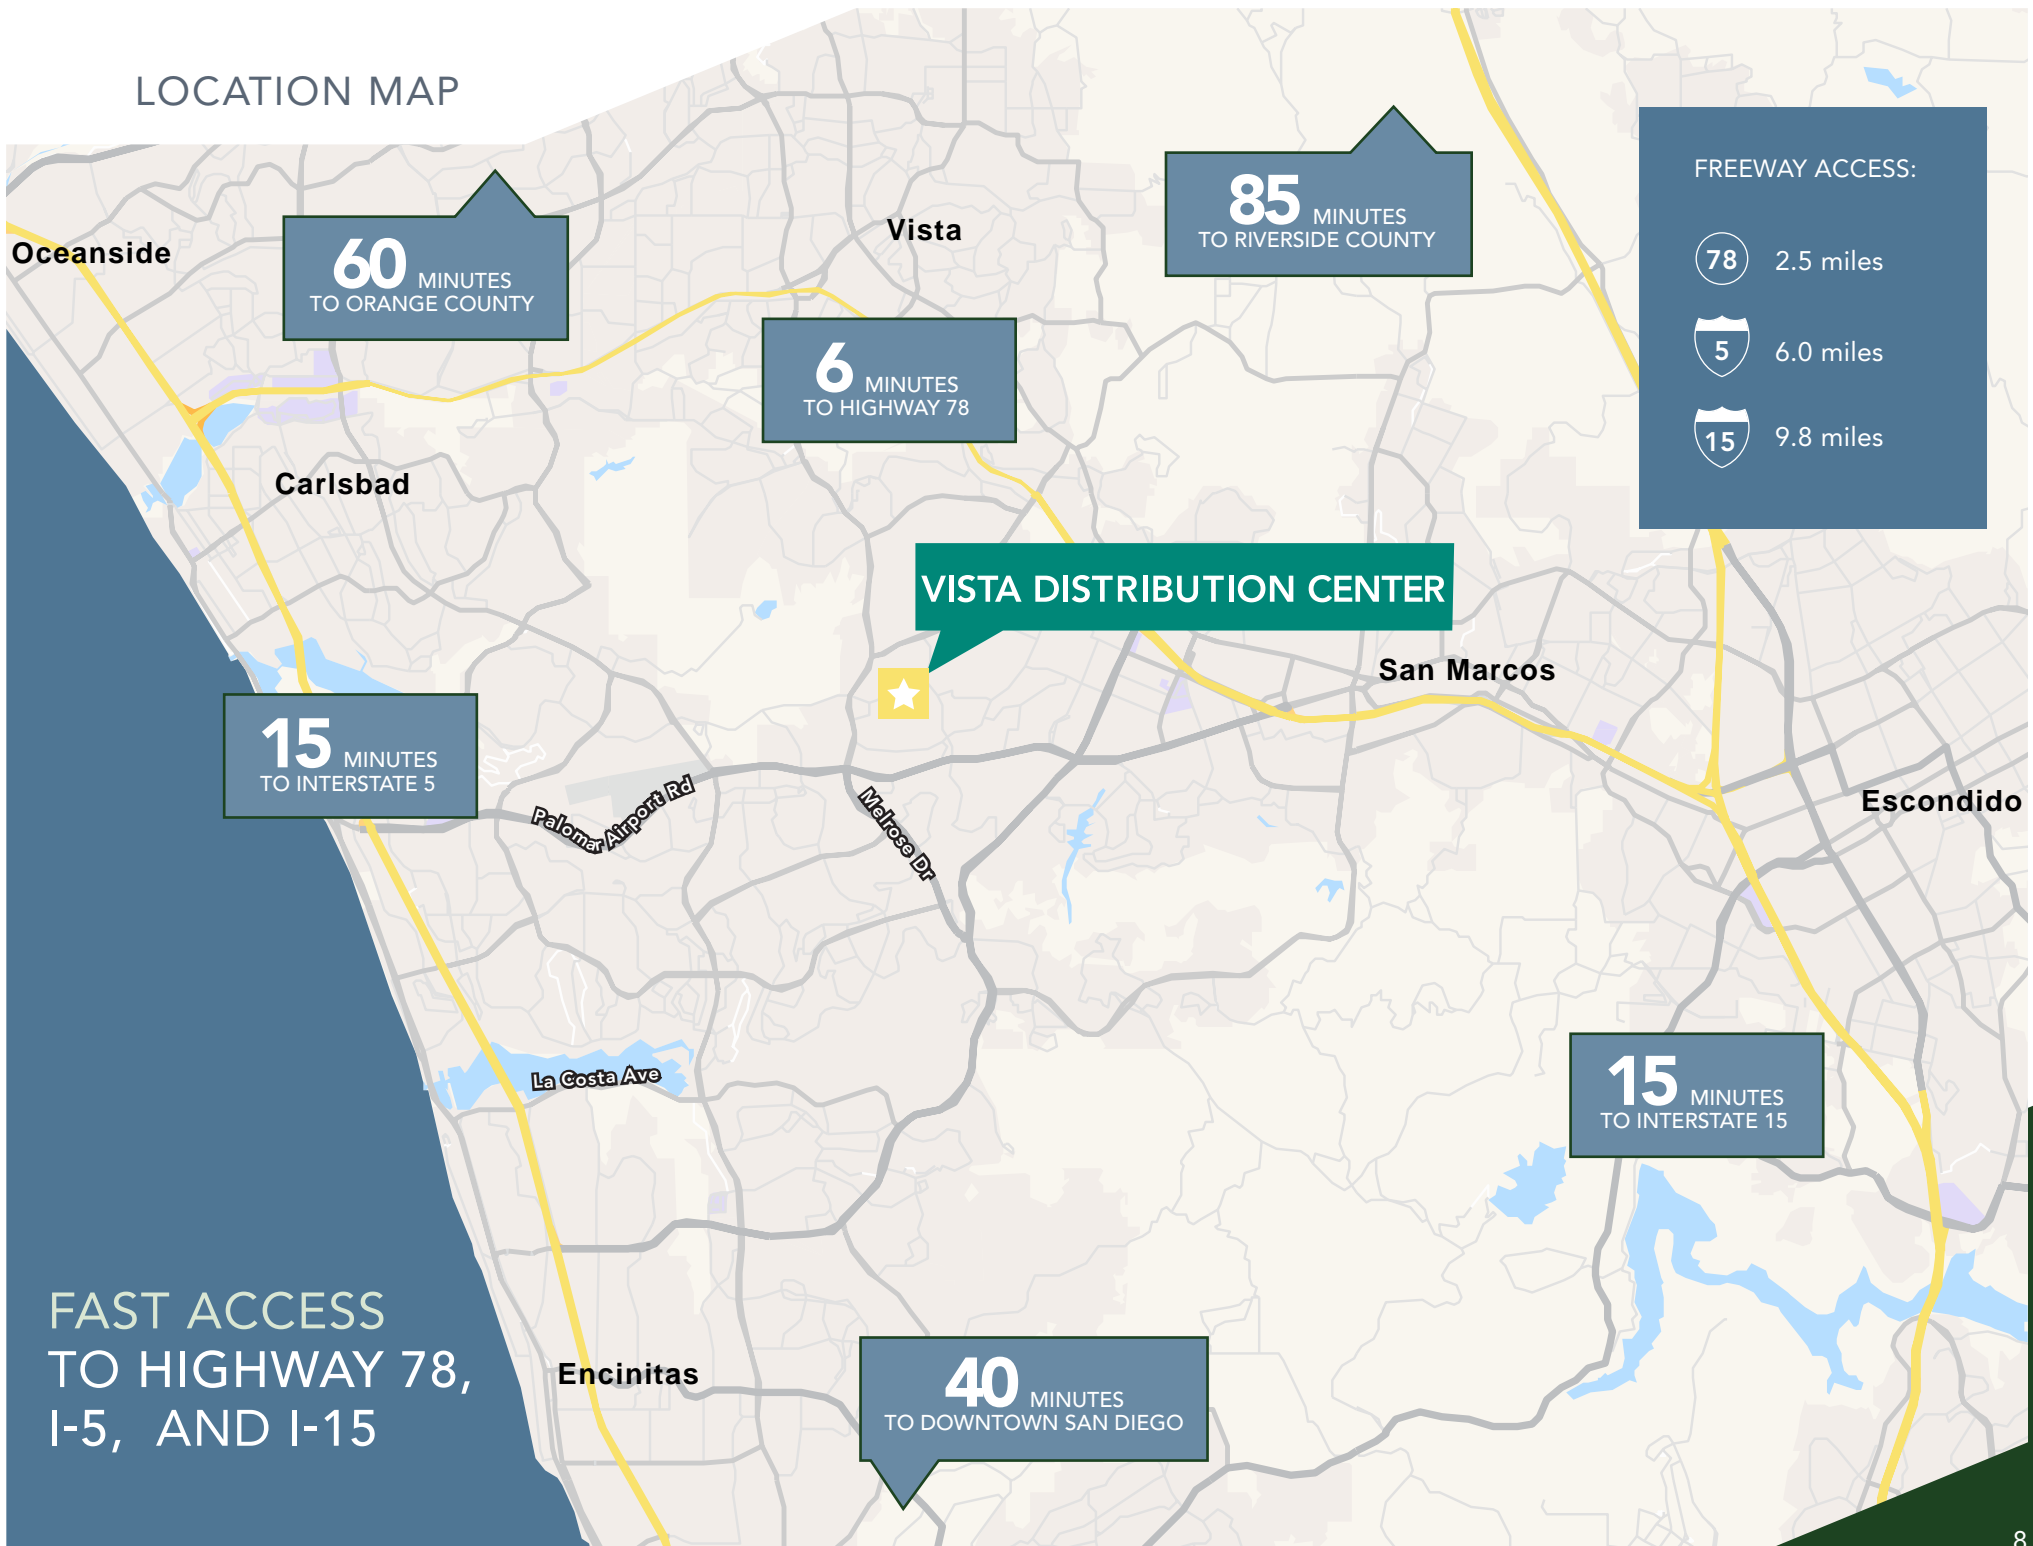 LOCATION MAP
FREEWAY ACCESS:
78 2.5 miles
5 6.0 miles
15 9.8 miles
85 MINUTES
TO RIVERSIDE COUNTY
60 MINUTES
TO ORANGE COUNTY
Oceanside
Vista
6 MINUTES
TO HIGHWAY 78
Carlsbad
VISTA DISTRIBUTION CENTER
San Marcos
15 MINUTES
TO INTERSTATE 5
Palomar Airport Rd
Melrose Dr
Escondido
La Costa Ave
15 MINUTES
TO INTERSTATE 15
FAST ACCESS
TO HIGHWAY 78,
I-5, AND I-15
Encinitas
40 MINUTES
TO DOWNTOWN SAN DIEGO
8